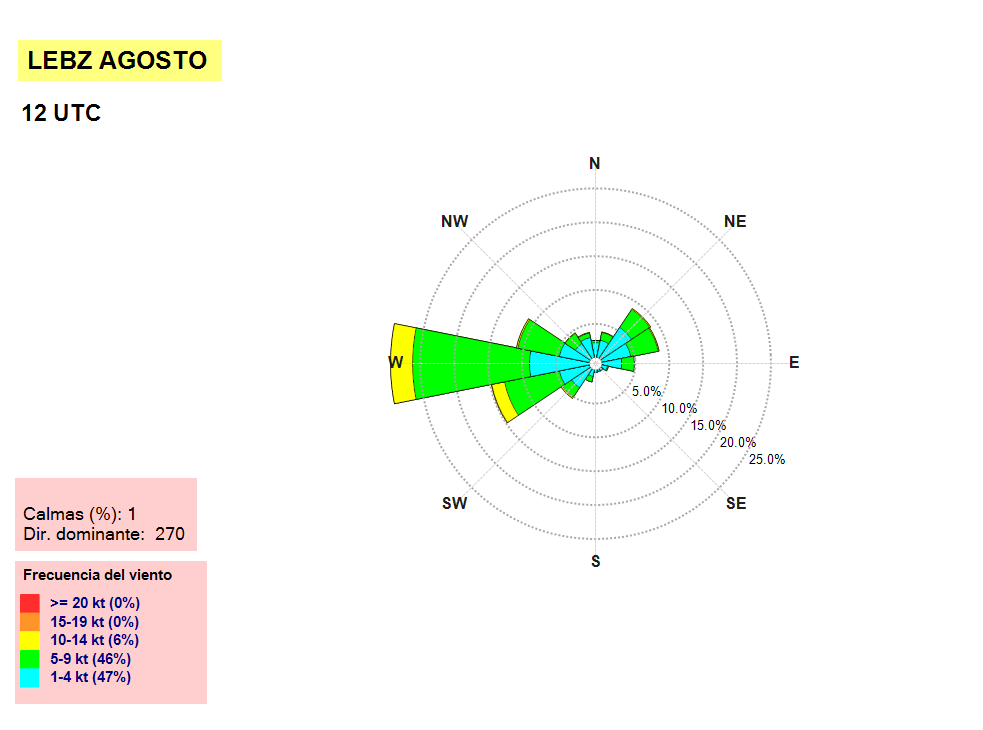 LEBZ AGOSTO
12 UTC
N
NW
NE
W
E
5.0%
10.0%
15.0%
20.0%
25.0%
SW
SE
S
Calmas (%): 1
Dir. dominante:  270
Frecuencia del viento
>= 20 kt (0%)
15-19 kt (0%)
10-14 kt (6%)
5-9 kt (46%)
1-4 kt (47%)